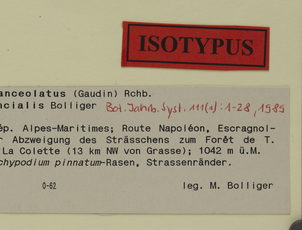 ISOTYPUS
anceolatus (Gaudin) Rchb.
ncialis Bolliger Bot. Jahrb. Syst. 111(1): 1-28, 1989
ép. Alpes-Maritimes; Route Napoléon, Escragnol-
r Abzweigung des Strässchens zum Forêt de T.
La Colette (13 km NW von Grasse); 1042 m ü.M.
chypodium pinnatum-Rasen, Strassenränder.
0-62 leg. M. Bolliger